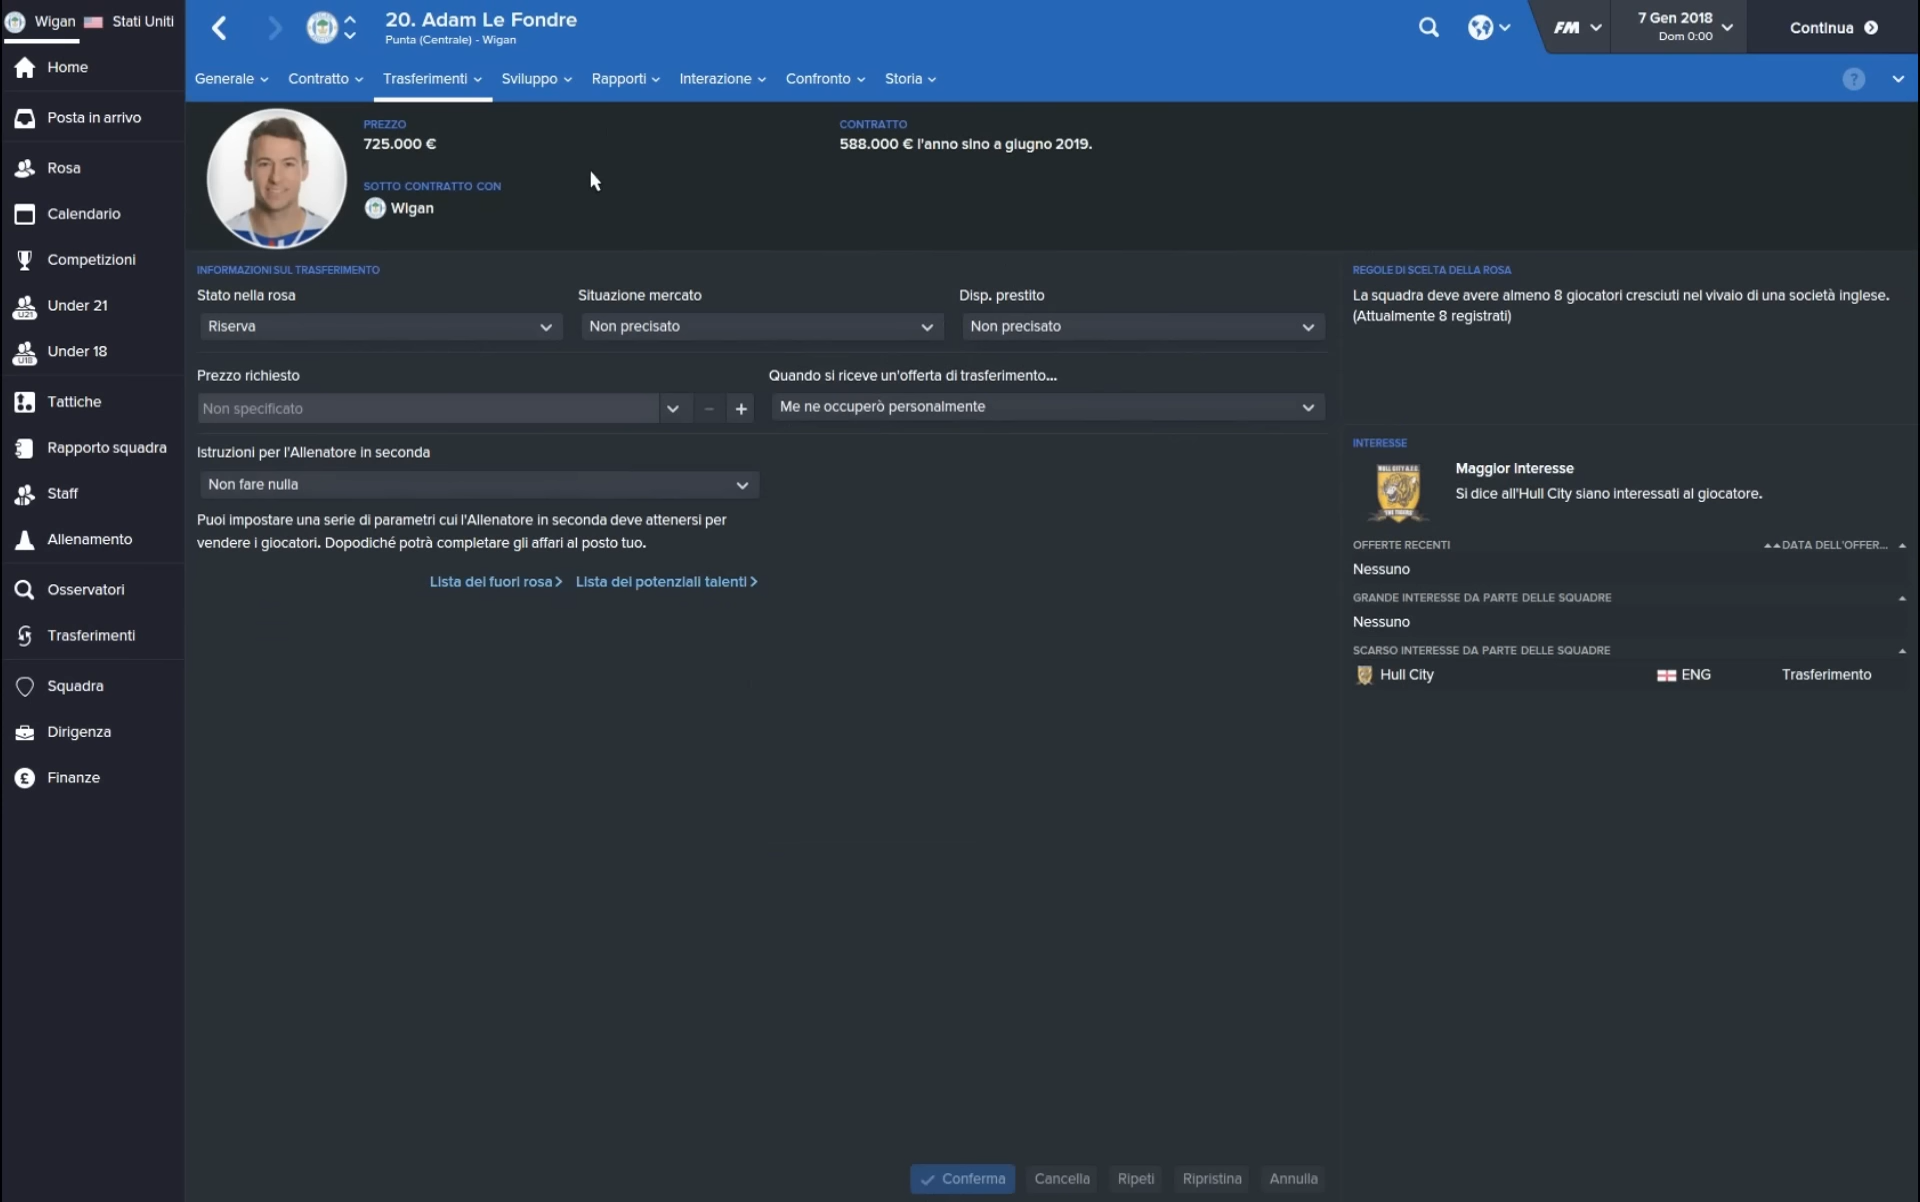 Wigan Stati Uniti
Home
Posta in arrivo
Rosa
Calendario
Competizioni
U21
Under 21
U18
Under 18
Tattiche
Rapporto squadra
Staff
Allenamento
Osservatori
Trasferimenti
Squadra
Dirigenza
£ Finanze
20. Adam Le Fondre
Punta (Centrale) - Wigan
FM
7 Gen 2018
Dom 0:00
Continua
Generale Contratto Trasferimenti Sviluppo Rapporti Interazione Confronto Storia ?
PREZZO
725.000 €
SOTTO CONTRATTO CON
Wigan
CONTRATTO
588.000 € l'anno sino a giugno 2019.
INFORMAZIONI SUL TRASFERIMENTO
Stato nella rosa Situazione mercato Disp. prestito
Riserva Non precisato Non precisato
Prezzo richiesto Quando si riceve un'offerta di trasferimento...
Non specificato − + Me ne occuperò personalmente
Istruzioni per l'Allenatore in seconda
Non fare nulla
Puoi impostare una serie di parametri cui l'Allenatore in seconda deve attenersi per
vendere i giocatori. Dopodiché potrà completare gli affari al posto tuo.
Lista dei fuori rosa > Lista dei potenziali talenti >
REGOLE DI SCELTA DELLA ROSA
La squadra deve avere almeno 8 giocatori cresciuti nel vivaio di una società inglese.
(Attualmente 8 registrati)
INTERESSE
HULL CITY A.F.C.
THE TIGERS
Maggior interesse
Si dice all'Hull City siano interessati al giocatore.
OFFERTE RECENTI DATA DELL'OFFER...
Nessuno
GRANDE INTERESSE DA PARTE DELLE SQUADRE
Nessuno
SCARSO INTERESSE DA PARTE DELLE SQUADRE
Hull City ENG Trasferimento
Conferma Cancella Ripeti Ripristina Annulla